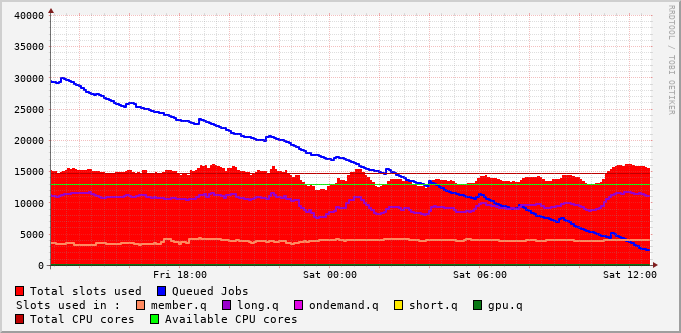 40000
35000
30000
25000
20000
15000
10000
5000
0
Fri 18:00 Sat 00:00 Sat 06:00 Sat 12:00
Total slots used Queued Jobs
Slots used in : member.q long.q ondemand.q short.q gpu.q
Total CPU cores Available CPU cores
RRDTOOL / TOBI OETIKER